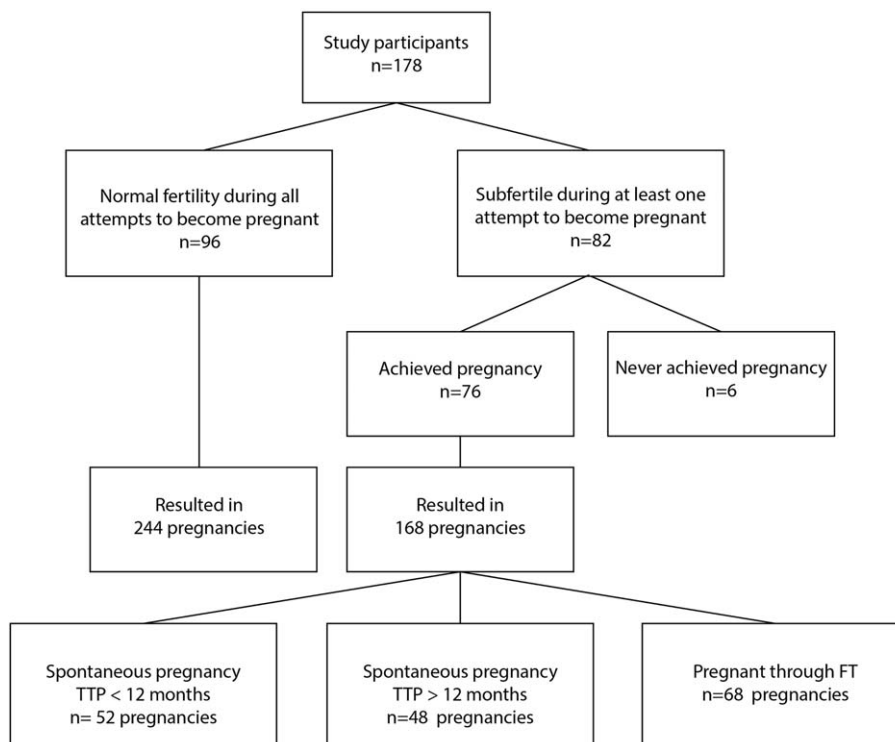 Study participants
n=178
Normal fertility during all
attempts to become pregnant
n=96
Subfertile during at least one
attempt to become pregnant
n=82
Achieved pregnancy
n=76
Never achieved pregnancy
n=6
Resulted in
244 pregnancies
Resulted in
168 pregnancies
Spontaneous pregnancy
TTP < 12 months
n= 52 pregnancies
Spontaneous pregnancy
TTP > 12 months
n=48 pregnancies
Pregnant through FT
n=68 pregnancies